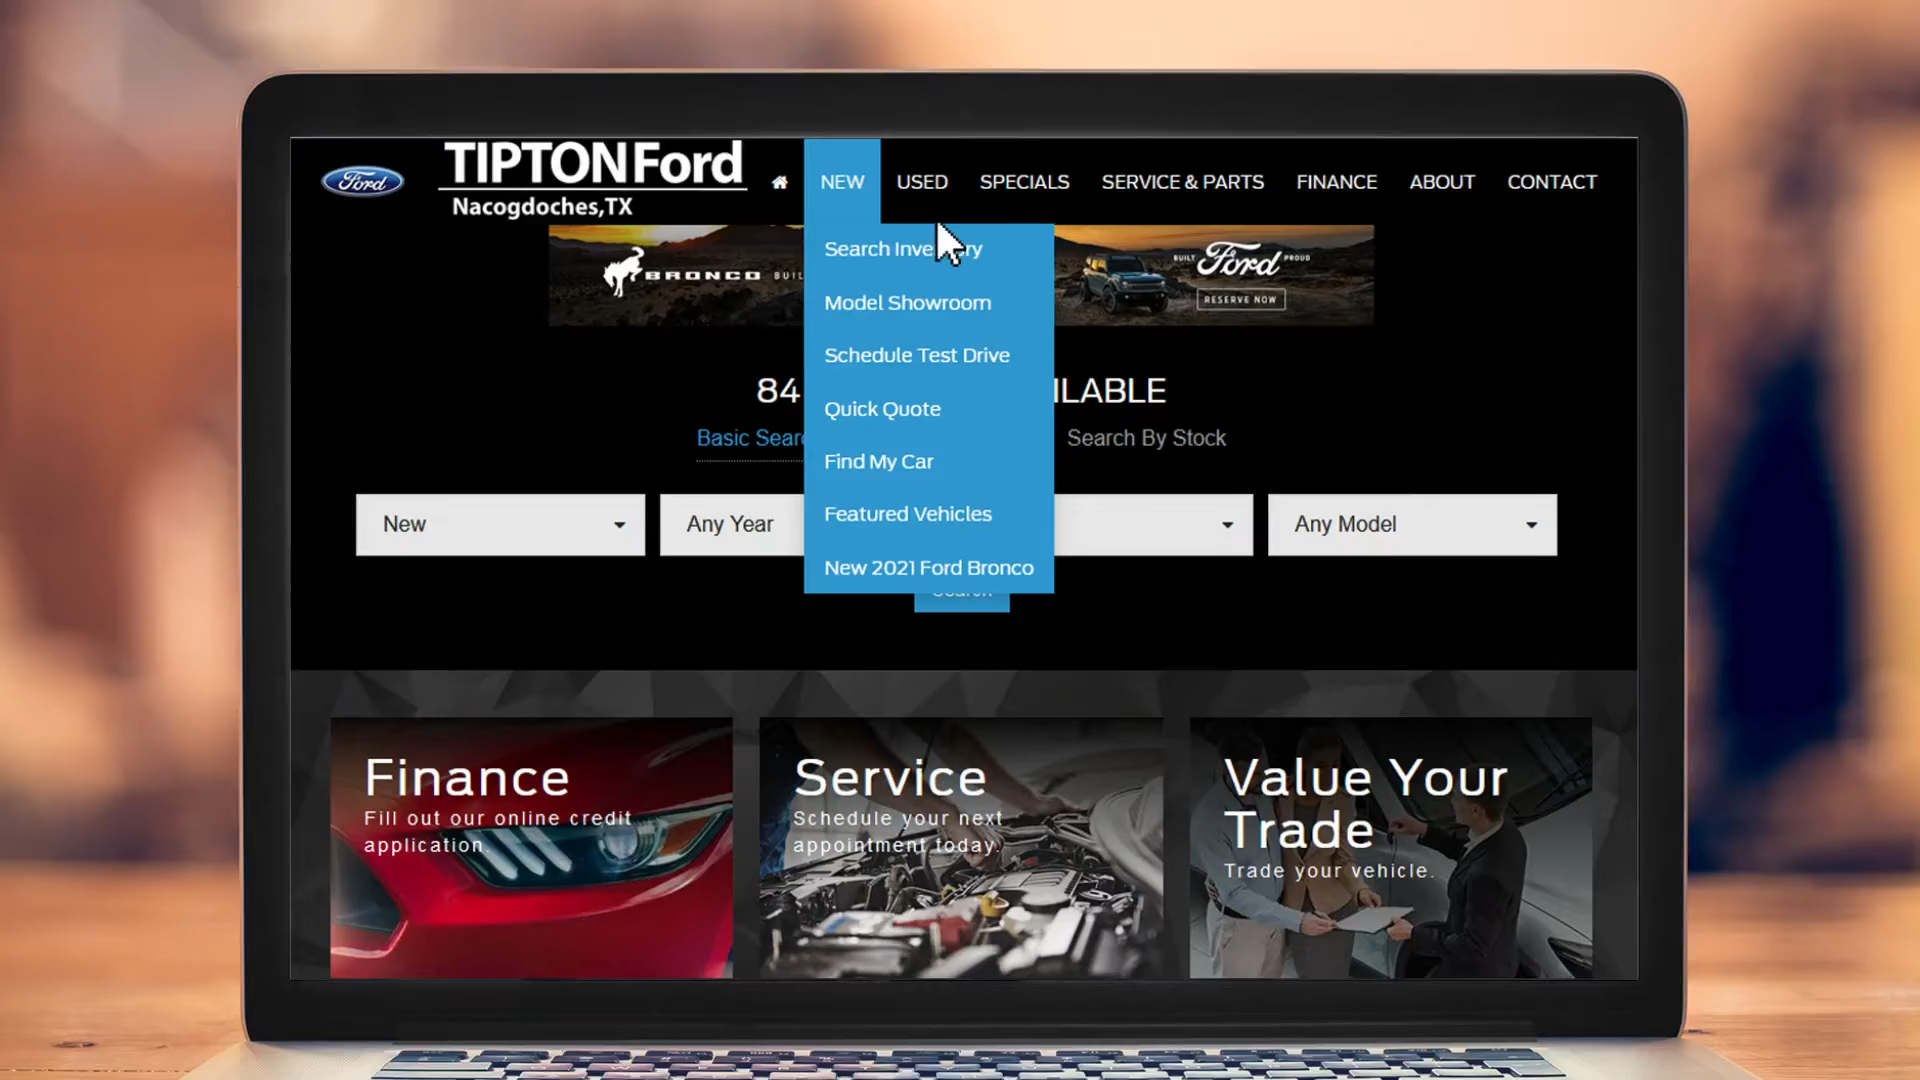 Ford
TIPTONFord
Nacogdoches,TX
NEW
USED
SPECIALS
SERVICE & PARTS
FINANCE
ABOUT
CONTACT
BRONCO
BUILT Ford PROUD
RESERVE NOW
Search
Model Showroom
Schedule Test Drive
Quick Quote
Find My Car
Featured Vehicles
New 2021 Ford Bronco
84
Basic
Search By Stock
New
Any Year
Any Model
Finance
Fill out our online credit
application.
Service
Schedule your next
appointment today.
Value Your
Trade
Trade your vehicle.